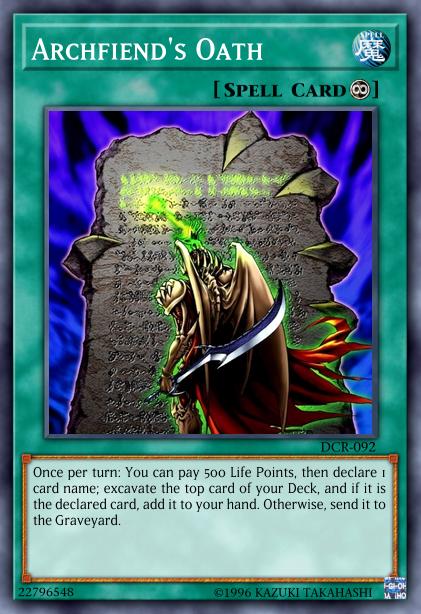 Archfiend's Oath
SPELL
魔
[Spell Card]
DCR-092
Once per turn: You can pay 500 Life Points, then declare 1
card name; excavate the top card of your Deck, and if it is
the declared card, add it to your hand. Otherwise, send it to
the Graveyard.
22796548
©1996 KAZUKI TAKAHASHI